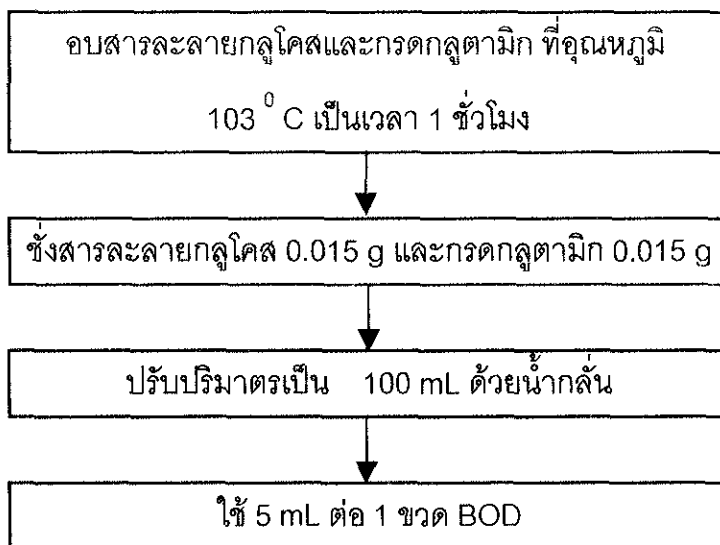 อบสารละลายกลูโคสและกรดกลูตามิก ที่อุณหภูมิ
103 ⁰ C เป็นเวลา 1 ชั่วโมง
ชั่งสารละลายกลูโคส 0.015 g และกรดกลูตามิก 0.015 g
ปรับปริมาตรเป็น 100 mL ด้วยน้ำกลั่น
ใช้ 5 mL ต่อ 1 ขวด BOD